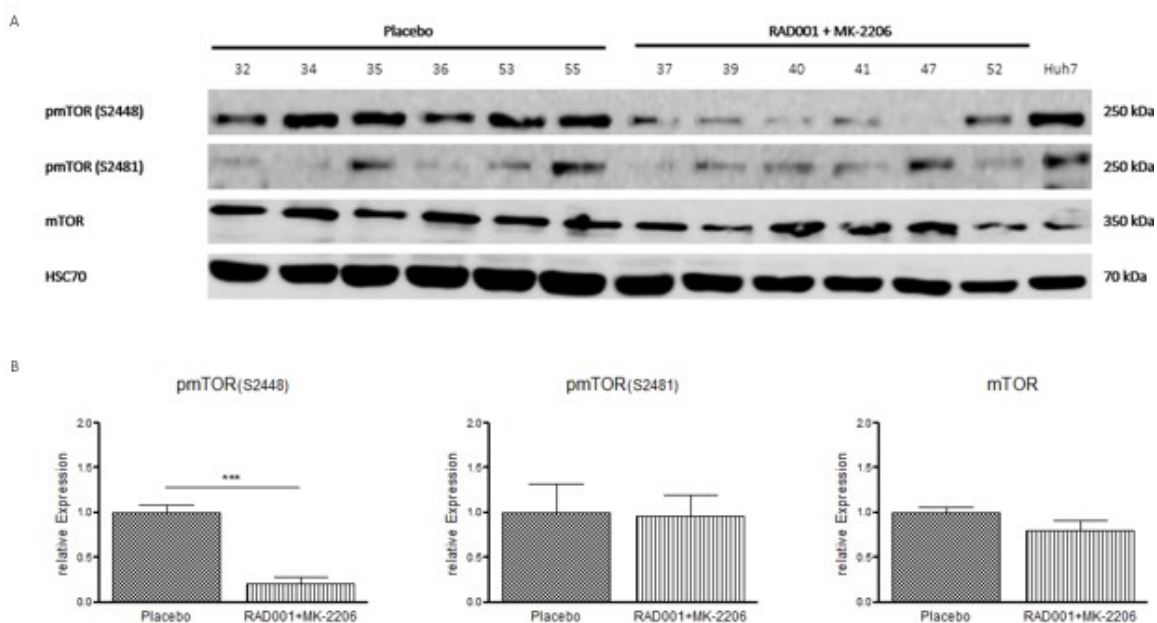 A
Placebo RAD001 + MK-2206
32 34 35 36 53 55 37 39 40 41 47 52 Huh7
pmTOR (S2448) 250 kDa
pmTOR (S2481) 250 kDa
mTOR 350 kDa
HSC70 70 kDa
B
pmTOR(S2448) pmTOR(S2481) mTOR
2.0 2.0 2.0
1.5 1.5 1.5
***
1.0 1.0 1.0
0.5 0.5 0.5
0.0 0.0 0.0
relative Expression relative Expression relative Expression
Placebo RAD001+MK-2206 Placebo RAD001+MK-2206 Placebo RAD001+MK-2206